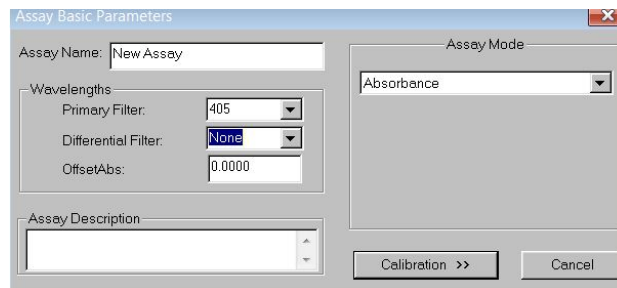 Assay Basic Parameters
Assay Name: New Assay
Wavelengths
Primary Filter: 405
Differential Filter: None
OffsetAbs: 0.0000
Assay Description
Assay Mode
Absorbance
Calibration >>
Cancel